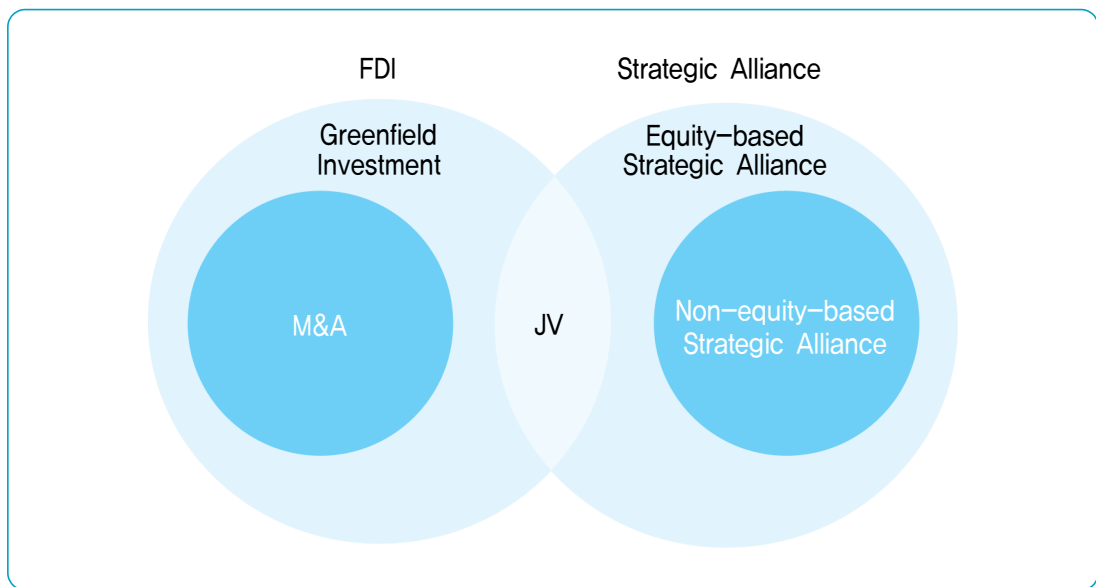 FDI
Strategic Alliance
Greenfield
Investment
Equity-based
Strategic Alliance
M&A
JV
Non-equity-based
Strategic Alliance